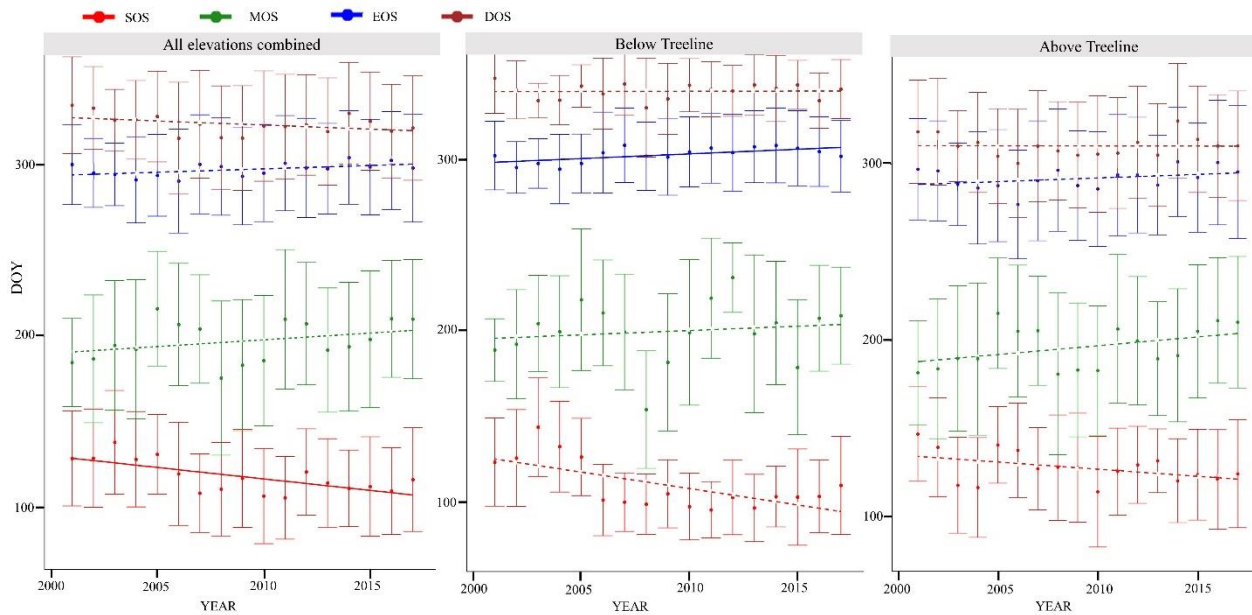 SOS MOS EOS DOS
All elevations combined Below Treeline Above Treeline
DOY
300 300 300
200 200 200
100 100 100
2000 2005 2010 2015 2000 2005 2010 2015 2000 2005 2010 2015
YEAR YEAR YEAR